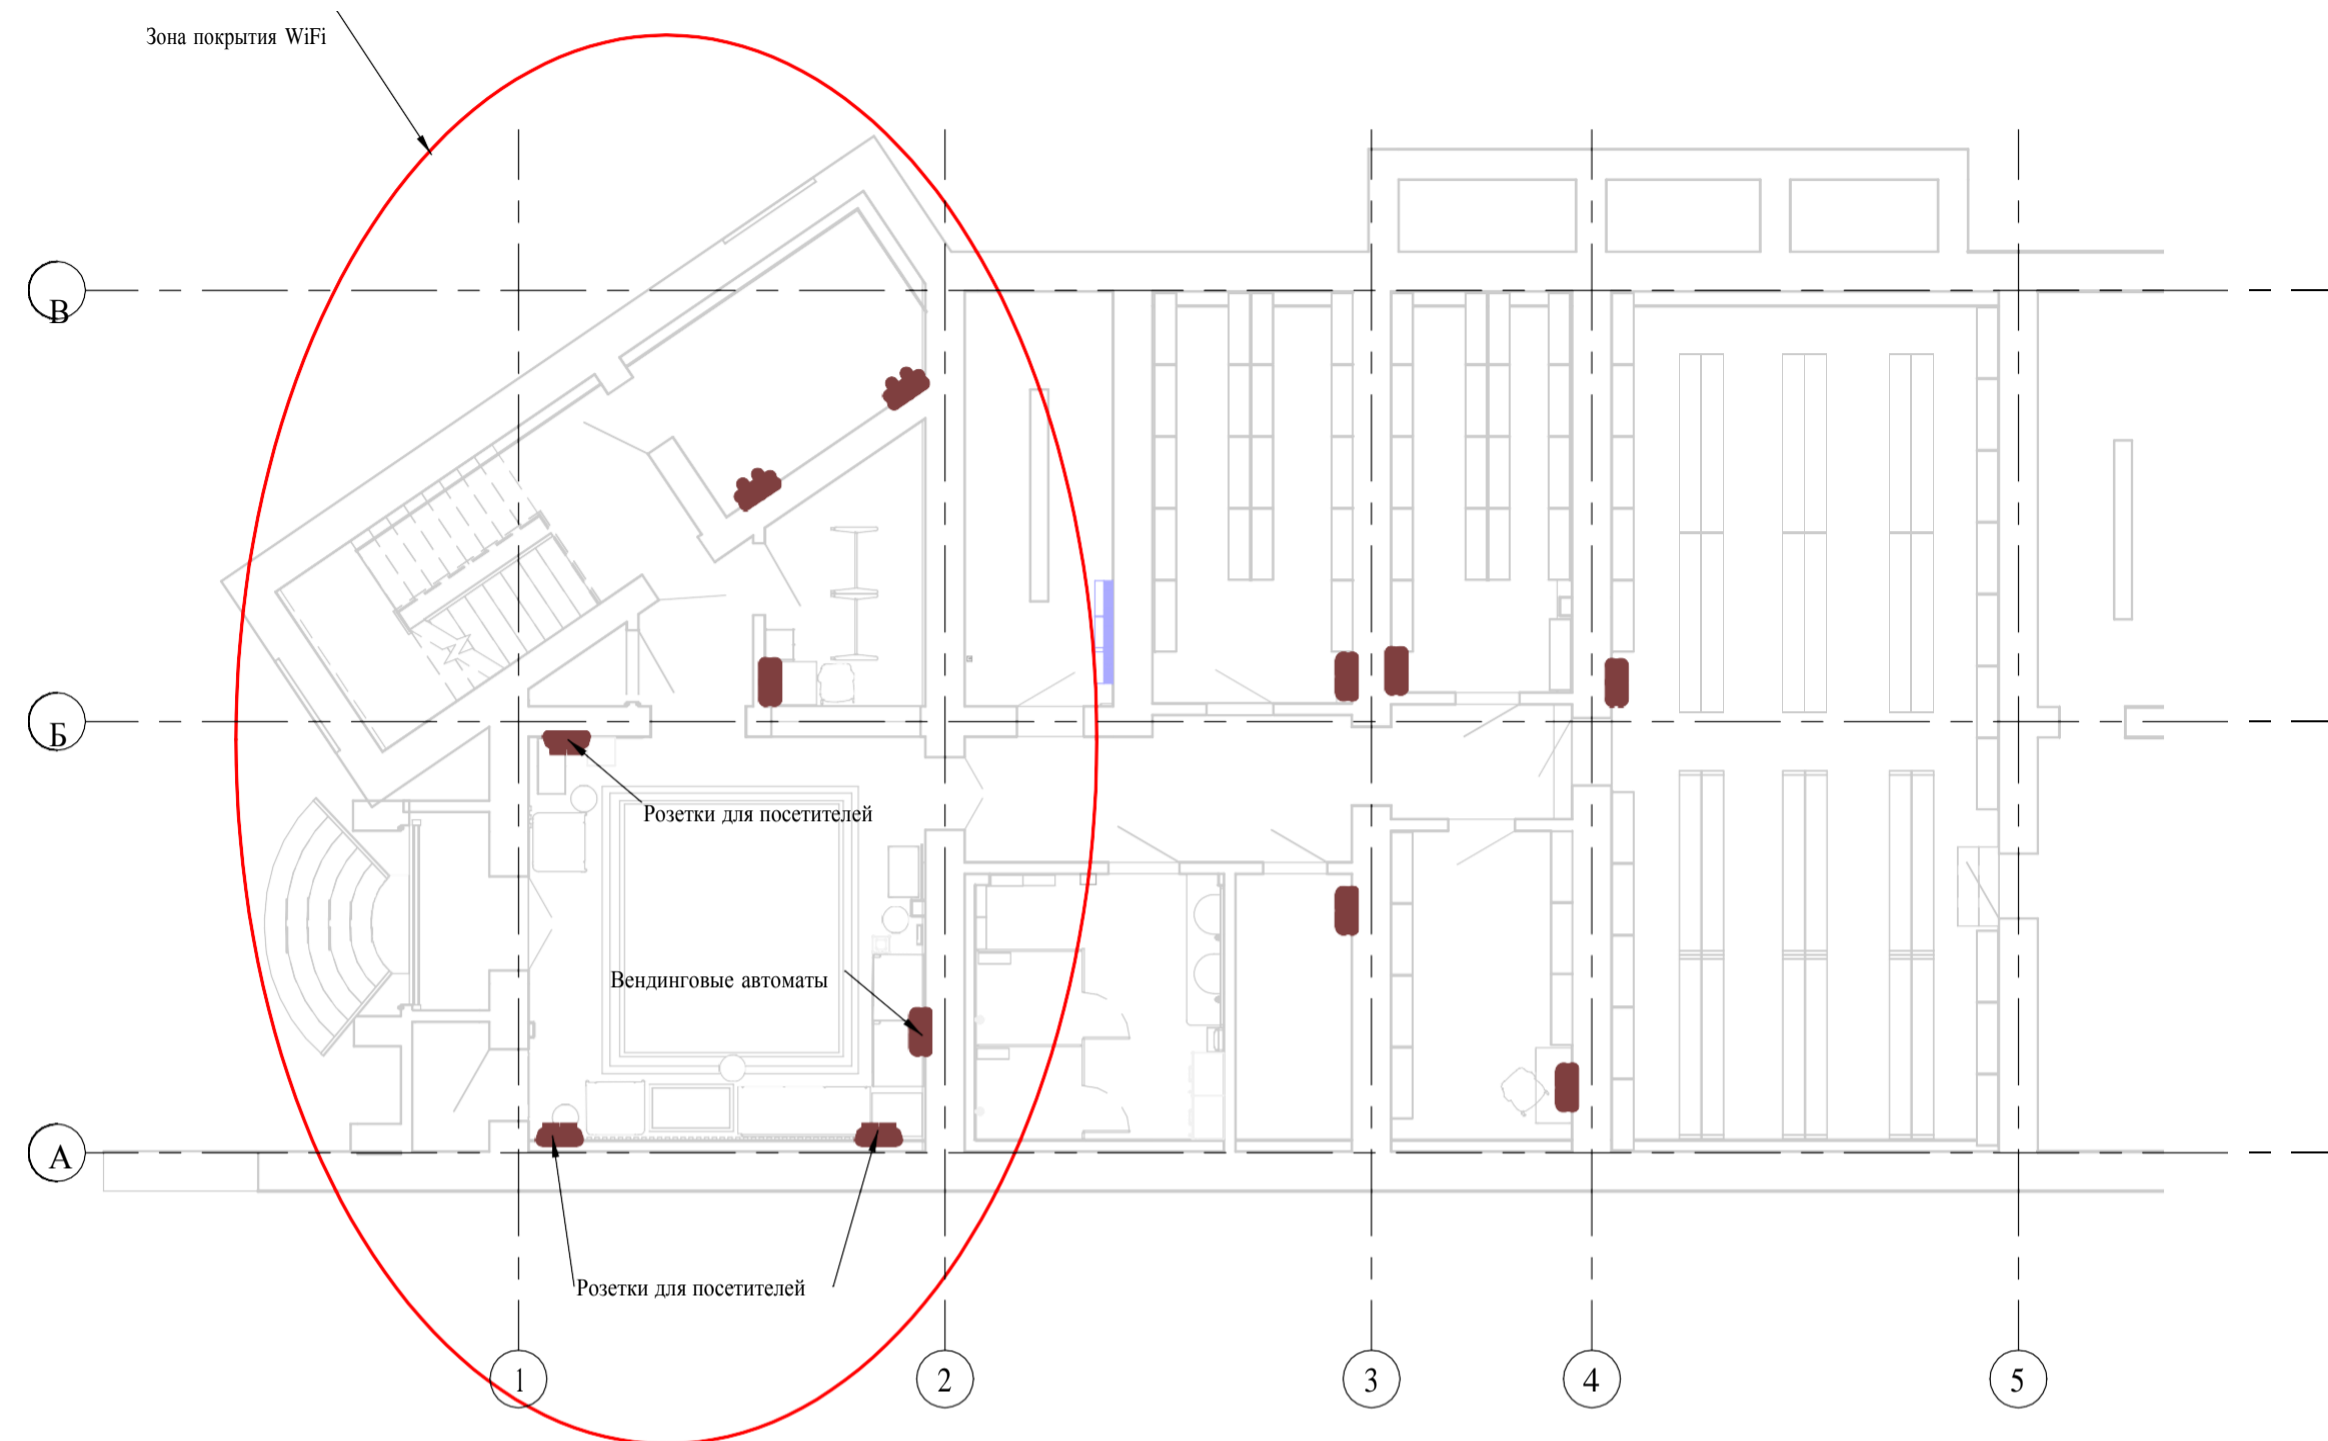 Зона покрытия WiFi
В
Б
Розетки для посетителей
Вендинговые автоматы
А
Розетки для посетителей
1
2
3
4
5